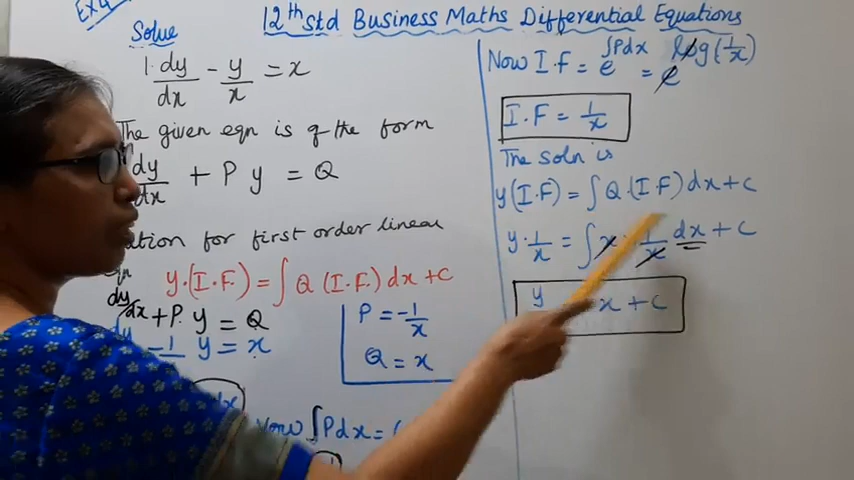 12th std Business Maths Differential Equations
Solve
1. dy/dx - y/x = x
The given eqn is of the form
dy/dx + P y = Q
for first order linear
y.(I.F.) = ∫ Q (I.F.) dx + C
dy/dx + P. y = Q
-1/x y = x
P = -1/x
Q = x
Now ∫Pdx =
Now I.F = e^∫Pdx = e^log(1/x)
I.F = 1/x
The soln is
y(I.F) = ∫ Q.(I.F) dx + C
y. 1/x = ∫ x . 1/x dx + C
y x + C